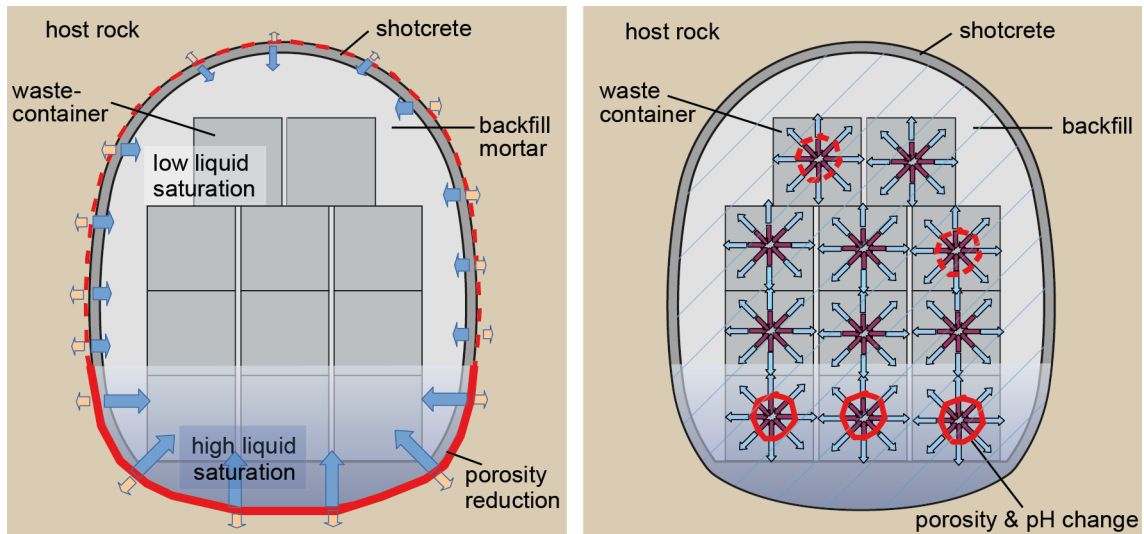 host rock
shotcrete
waste-
container
backfill
mortar
low liquid
saturation
high liquid
saturation
porosity
reduction
host rock
shotcrete
waste
container
backfill
porosity & pH change